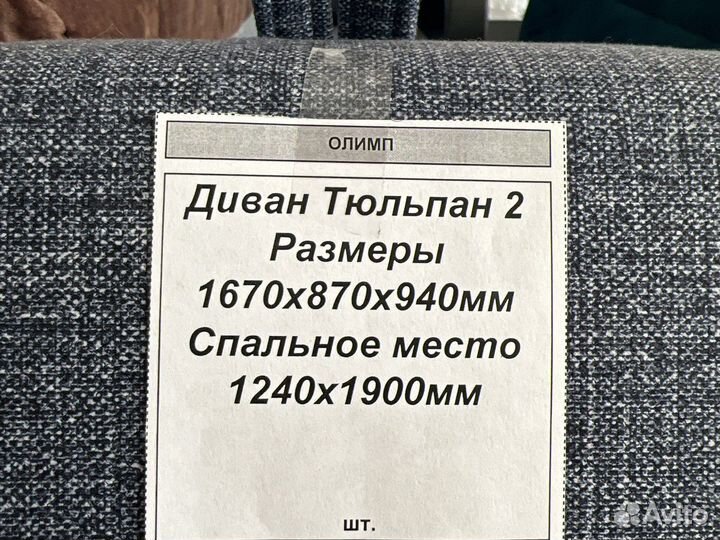 ОЛИМП
Диван Тюльпан 2
Размеры
1670х870х940мм
Спальное место
1240х1900мм
шт.
Avito